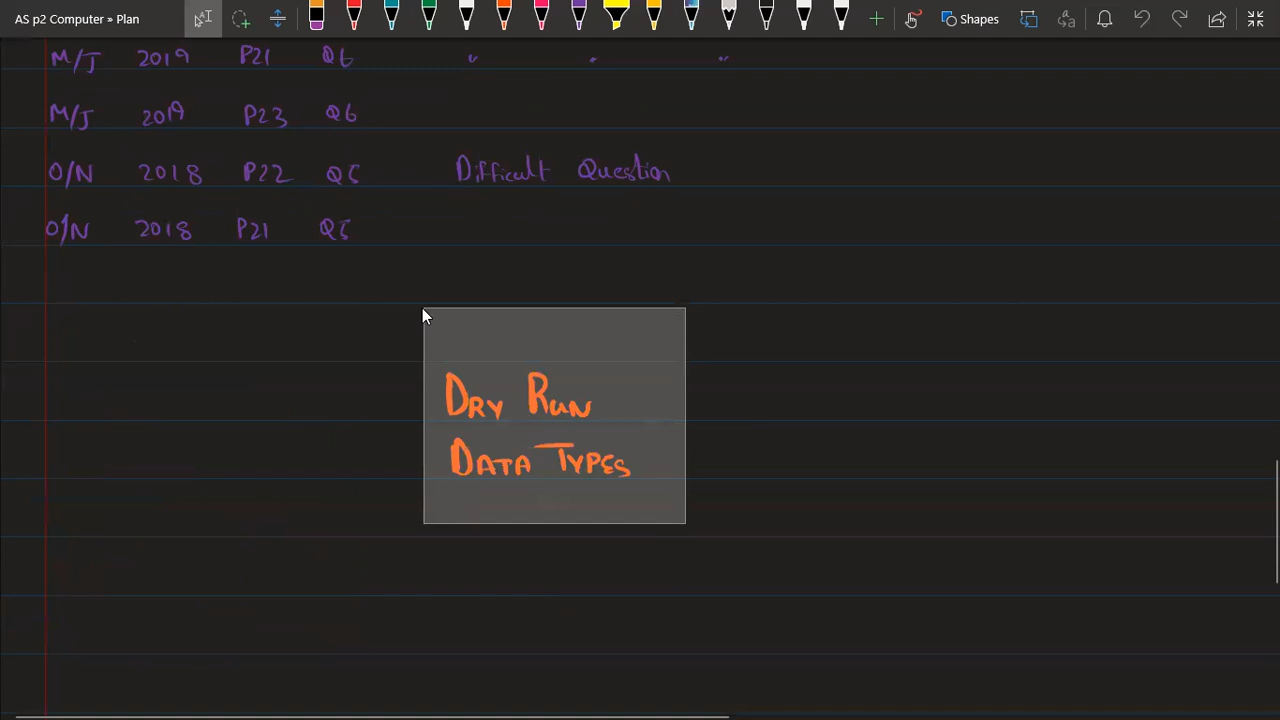 AS p2 Computer » Plan
Shapes
M/J 2019 P21 Q6 " " "
M/J 2019 P23 Q6
O/N 2018 P22 Q5 Difficult Question
O/N 2018 P21 Q5
DRY RUN
DATA TYPES